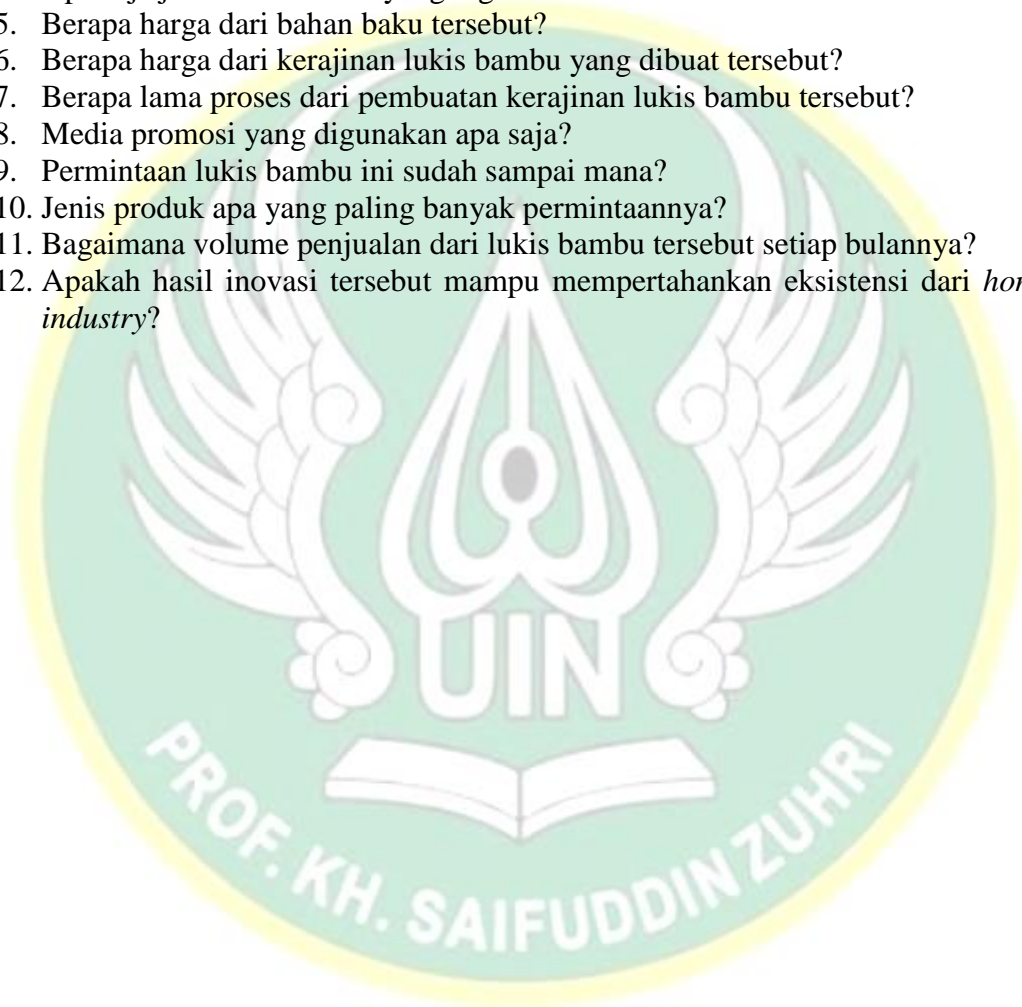 5. Berapa harga dari bahan baku tersebut?
6. Berapa harga dari kerajinan lukis bambu yang dibuat tersebut?
7. Berapa lama proses dari pembuatan kerajinan lukis bambu tersebut?
8. Media promosi yang digunakan apa saja?
9. Permintaan lukis bambu ini sudah sampai mana?
10. Jenis produk apa yang paling banyak permintaannya?
11. Bagaimana volume penjualan dari lukis bambu tersebut setiap bulannya?
12. Apakah hasil inovasi tersebut mampu mempertahankan eksistensi dari
industry?
UIN
PROF. KH. SAIFUDDIN ZUHRI